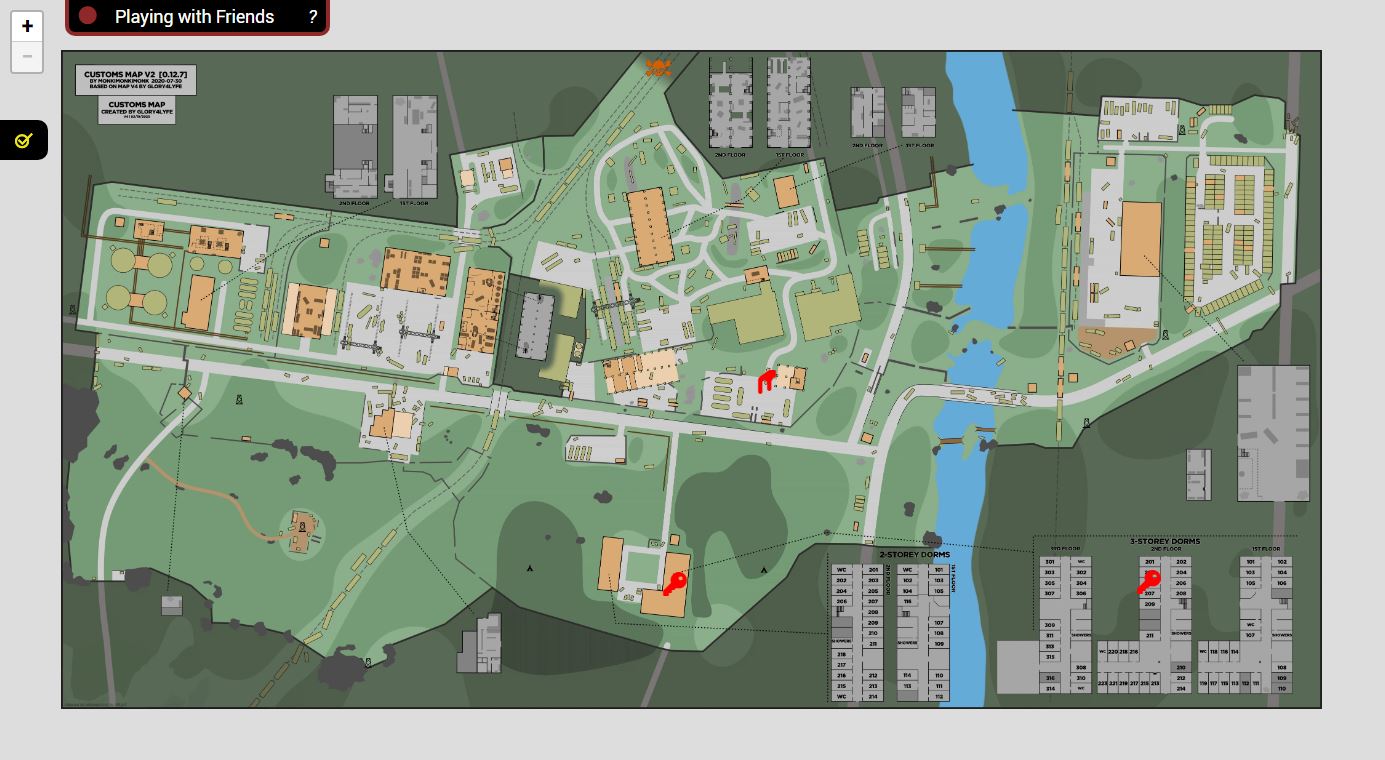 +
Playing with Friends ?
−
CUSTOMS MAP V2 [0.12.7]
BY MONKIMONKIMONK 2020-07-30
BASED ON MAP V4 BY GLORY4LYFE
CUSTOMS MAP
CREATED BY GLORY4LYFE
2ND FLOOR 1ST FLOOR
2ND FLOOR 1ST FLOOR
2ND FLOOR 1ST FLOOR
2-STOREY DORMS
2ND FLOOR
1ST FLOOR
WC 201 WC 101
202 203 102 103
204 205 104 105
206 207 116
208
209 107
210 108
SHOWERS 211 109
218
217
216 212 114 110
215 213 113 111
WC 214 112
3-STOREY DORMS
3RD FLOOR 2ND FLOOR 1ST FLOOR
301 WC 201 202 101 102
303 302 204 103 104
305 304 206 105 106
307 306 207 208
209
309 WC
311 SHOWERS 211 SHOWERS 107 SHOWERS
313
315 WC 220 218 216 WC 118 116 114
308 210 108
316 310 212 109
314 WC 223 221 219 217 215 213 214 119 117 115 113 112 111 110